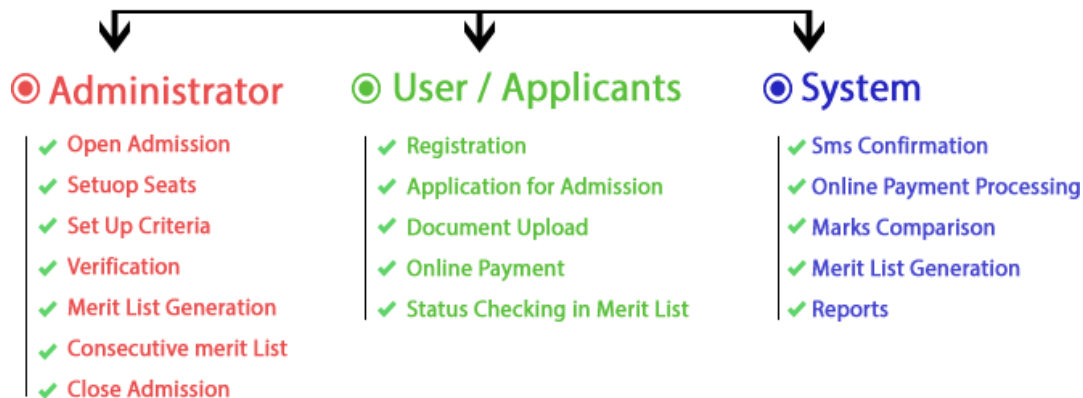 Administrator
Open Admission
Setuop Seats
Set Up Criteria
Verification
Merit List Generation
Consecutive merit List
Close Admission
User / Applicants
Registration
Application for Admission
Document Upload
Online Payment
Status Checking in Merit List
System
Sms Confirmation
Online Payment Processing
Marks Comparison
Merit List Generation
Reports